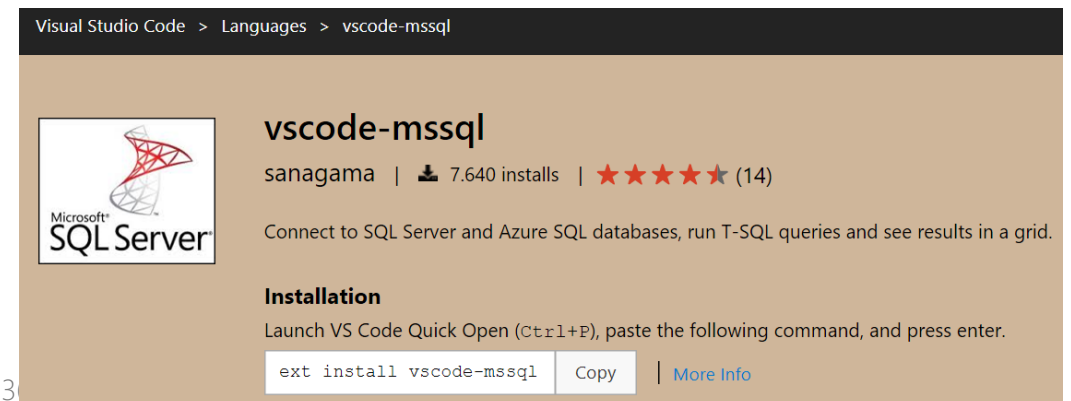 Visual Studio Code > Languages > vscode-mssql
vscode-mssql
sanagama | 7.640 installs | (14)
Microsoft®
SQL Server®
Connect to SQL Server and Azure SQL databases, run T-SQL queries and see results in a grid.
Installation
Launch VS Code Quick Open (Ctrl+P), paste the following command, and press enter.
ext install vscode-mssql Copy | More Info